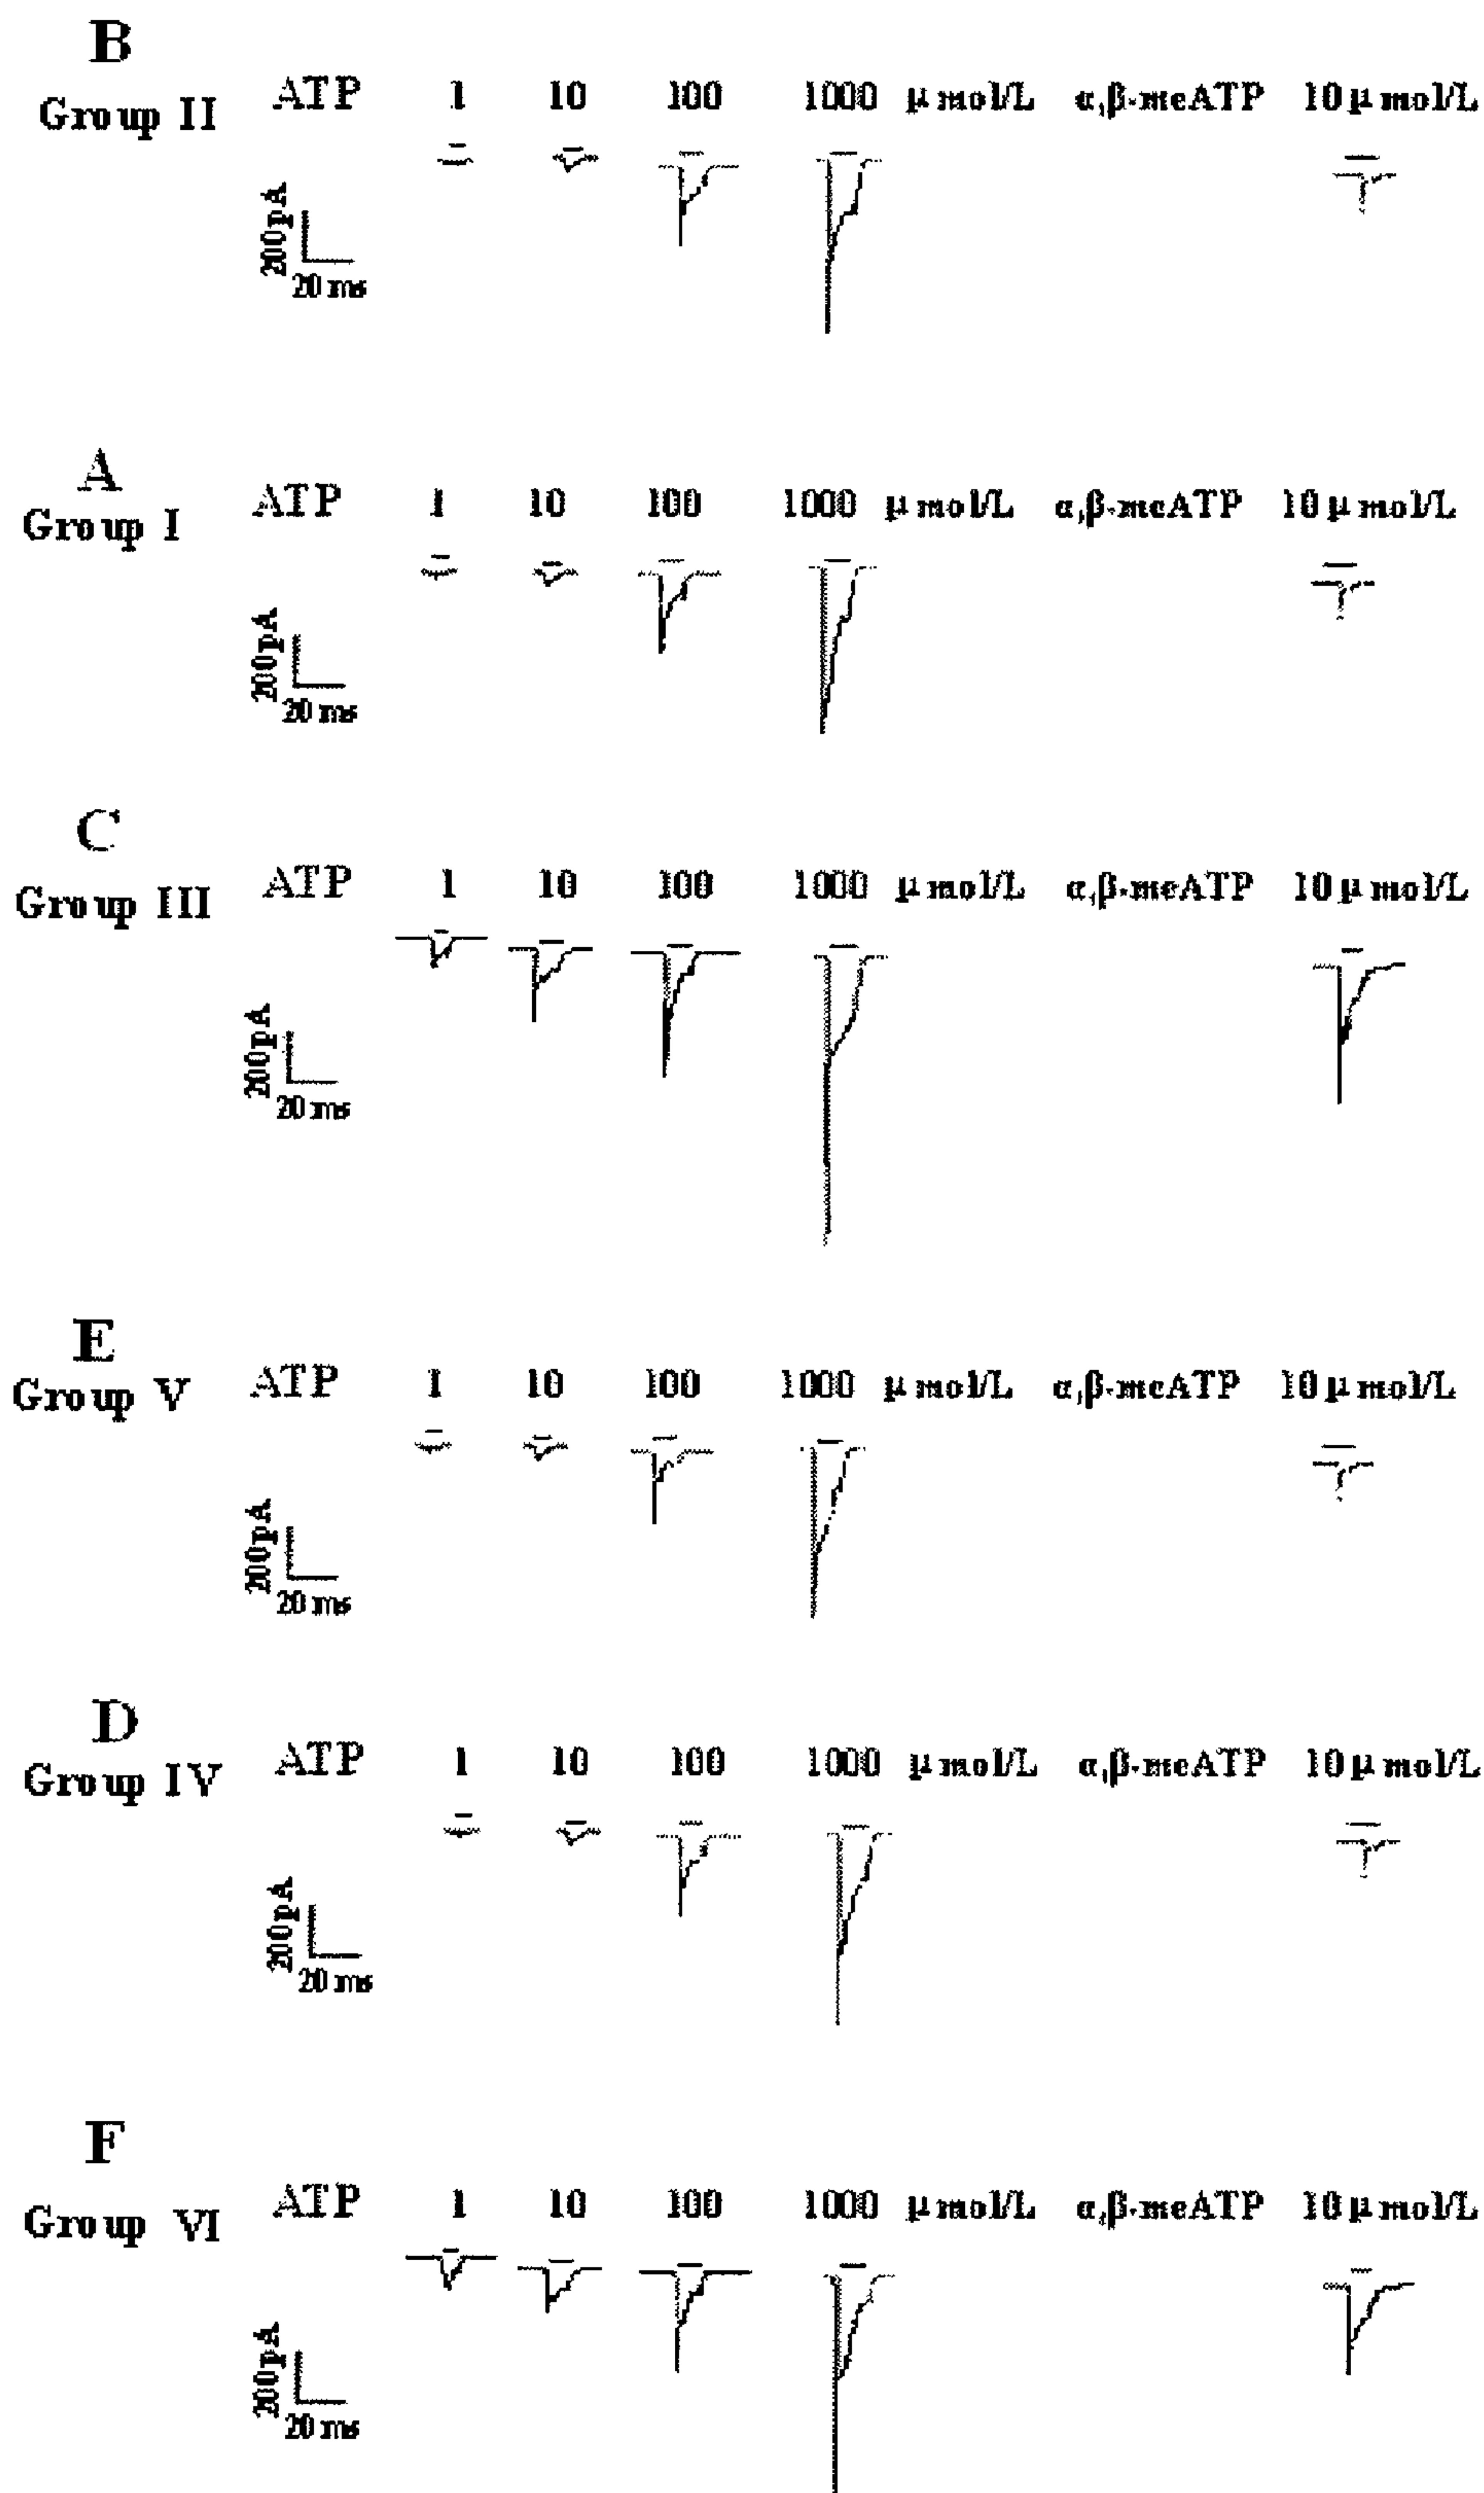 B
Group II ATP 1 10 100 1000 μmol/L α,β-meATP 10μmol/L
200pA
20 ms
A
Group I ATP 1 10 100 1000 μmol/L α,β-meATP 10μmol/L
200pA
20 ms
C
Group III ATP 1 10 100 1000 μmol/L α,β-meATP 10μmol/L
200pA
20 ms
E
Group V ATP 1 10 100 1000 μmol/L α,β-meATP 10μmol/L
200pA
20 ms
D
Group IV ATP 1 10 100 1000 μmol/L α,β-meATP 10μmol/L
200pA
20 ms
F
Group VI ATP 1 10 100 1000 μmol/L α,β-meATP 10μmol/L
200pA
20 ms